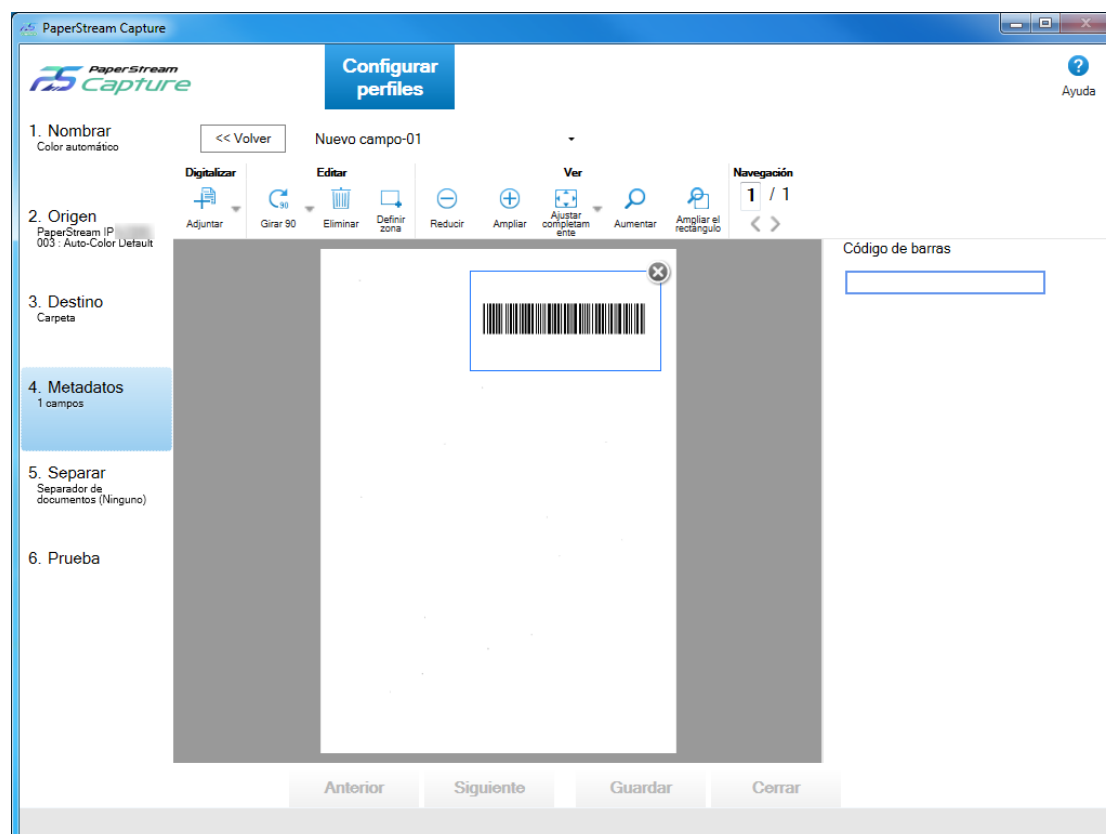 PaperStream Capture
PaperStream
Capture
Configurar
perfiles
?
Ayuda
1. Nombrar
Color automático
<< Volver
Nuevo campo-01
Digitalizar
Editar
Ver
Navegación
90
1 / 1
Adjuntar
Girar 90
Eliminar
Definir
zona
Reducir
Ampliar
Ajustar
completam
ente
Aumentar
Ampliar el
rectángulo
2. Origen
PaperStream IP
003 : Auto-Color Default
Código de barras
3. Destino
Carpeta
4. Metadatos
1 campos
5. Separar
Separador de
documentos (Ninguno)
6. Prueba
Anterior
Siguiente
Guardar
Cerrar